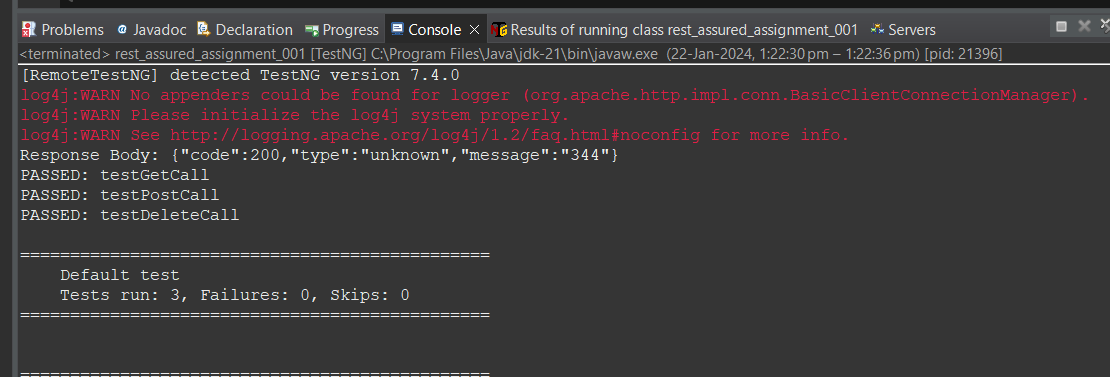 Problems Javadoc Declaration Progress Console Results of running class rest_assured_assignment_001 Servers
<terminated> rest_assured_assignment_001 [TestNG] C:\Program Files\Java\jdk-21\bin\javaw.exe (22-Jan-2024, 1:22:30 pm – 1:22:36 pm) [pid: 21396]
[RemoteTestNG] detected TestNG version 7.4.0
log4j:WARN No appenders could be found for logger (org.apache.http.impl.conn.BasicClientConnectionManager).
log4j:WARN Please initialize the log4j system properly.
log4j:WARN See http://logging.apache.org/log4j/1.2/faq.html#noconfig for more info.
Response Body: {"code":200,"type":"unknown","message":"344"}
PASSED: testGetCall
PASSED: testPostCall
PASSED: testDeleteCall
===============================================
Default test
Tests run: 3, Failures: 0, Skips: 0
===============================================
===============================================